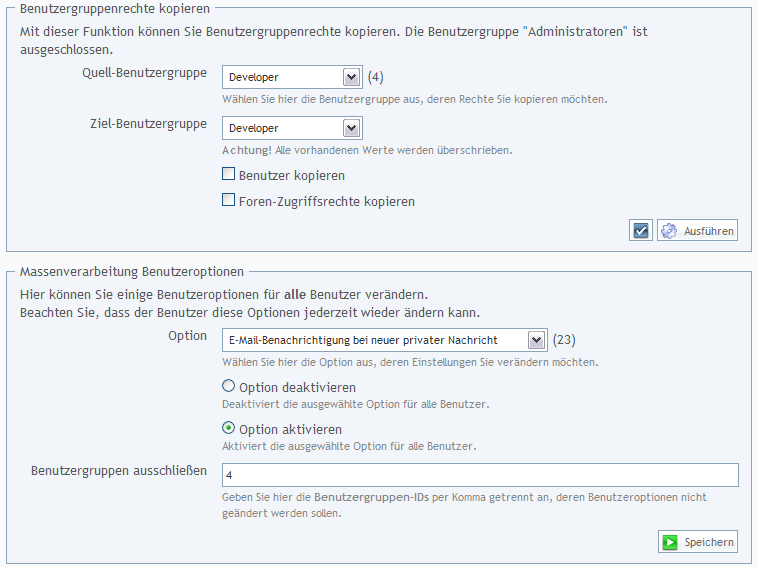 Benutzergruppenrechte kopieren
Mit dieser Funktion können Sie Benutzergruppenrechte kopieren. Die Benutzergruppe "Administratoren" ist
ausgeschlossen.
Quell-Benutzergruppe Developer (4)
Wählen Sie hier die Benutzergruppe aus, deren Rechte Sie kopieren möchten.
Ziel-Benutzergruppe Developer
Achtung! Alle vorhandenen Werte werden überschrieben.
Benutzer kopieren
Foren-Zugriffsrechte kopieren
Ausführen
Massenverarbeitung Benutzeroptionen
Hier können Sie einige Benutzeroptionen für alle Benutzer verändern.
Beachten Sie, dass der Benutzer diese Optionen jederzeit wieder ändern kann.
Option E-Mail-Benachrichtigung bei neuer privater Nachricht (23)
Wählen Sie hier die Option aus, deren Einstellungen Sie verändern möchten.
Option deaktivieren
Deaktiviert die ausgewählte Option für alle Benutzer.
Option aktivieren
Aktiviert die ausgewählte Option für alle Benutzer.
Benutzergruppen ausschließen 4
Geben Sie hier die Benutzergruppen-IDs per Komma getrennt an, deren Benutzeroptionen nicht
geändert werden sollen.
Speichern